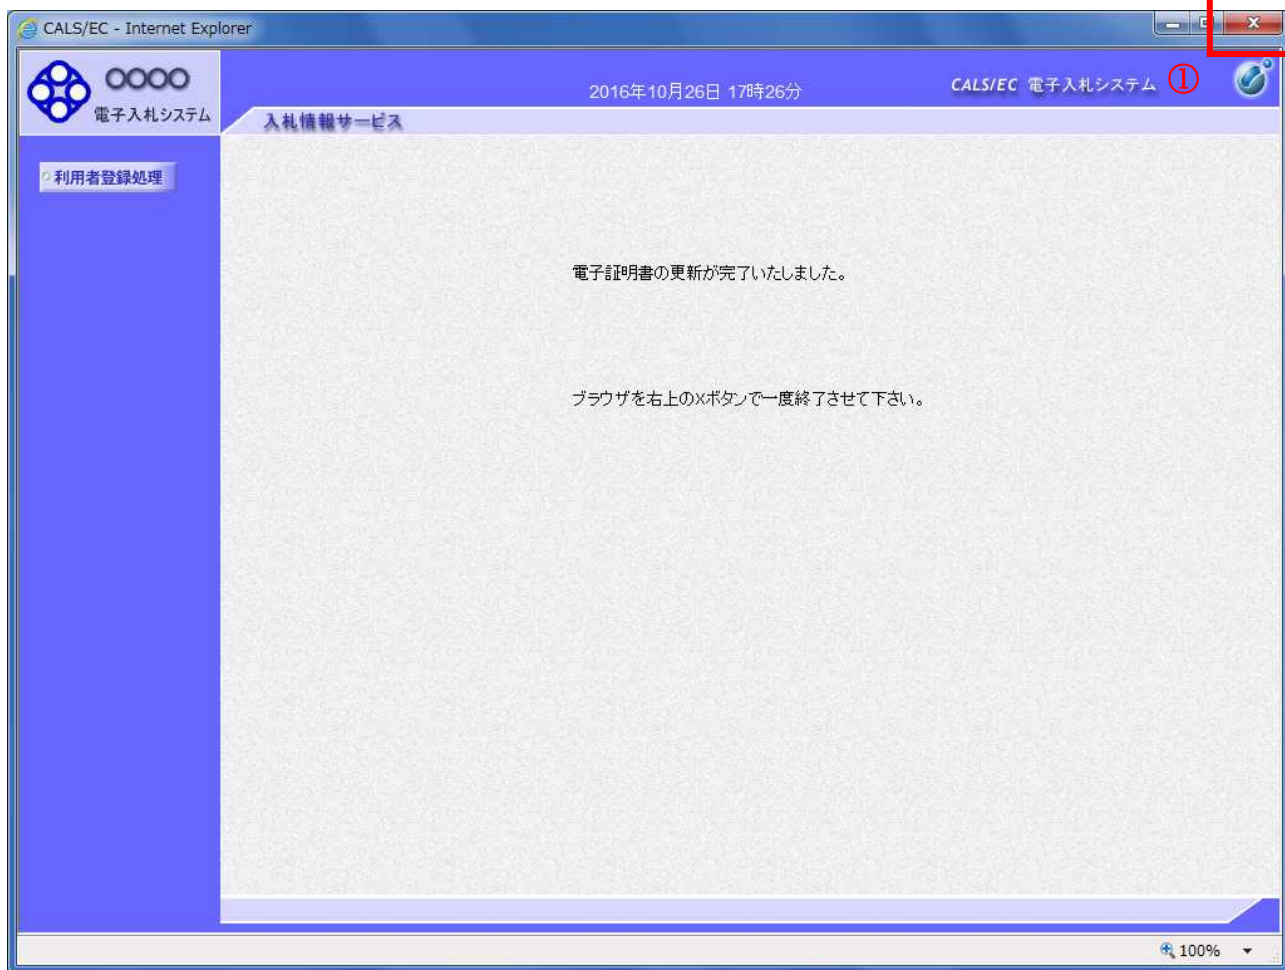 CALS/EC - Internet Explorer
○○○○
電子入札システム
2016年10月26日 17時26分
CALS/EC 電子入札システム
①
入札情報サービス
利用者登録処理
電子証明書の更新が完了いたしました。
ブラウザを右上のXボタンで一度終了させて下さい。
100%